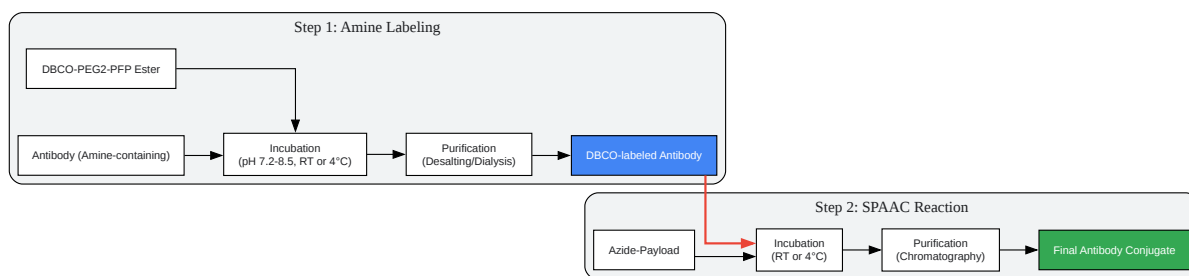 Step 1: Amine Labeling
DBCO-PEG2-PFP Ester
Antibody (Amine-containing)
Incubation
(pH 7.2-8.5, RT or 4°C)
Purification
(Desalting/Dialysis)
DBCO-labeled Antibody
Step 2: SPAAC Reaction
Azide-Payload
Incubation
(RT or 4°C)
Purification
(Chromatography)
Final Antibody Conjugate